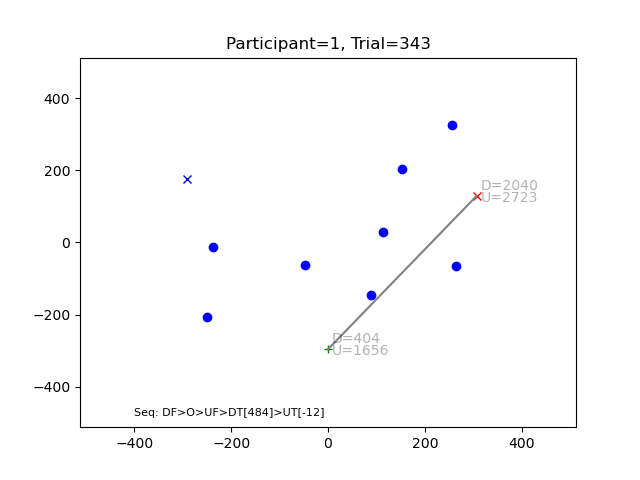 Participant=1, Trial=343
400
200
0
−200
−400
D=2040
U=2723
D=404
U=1656
Seq: DF>O>UF>DT[484]>UT[-12]
−400
−200
0
200
400